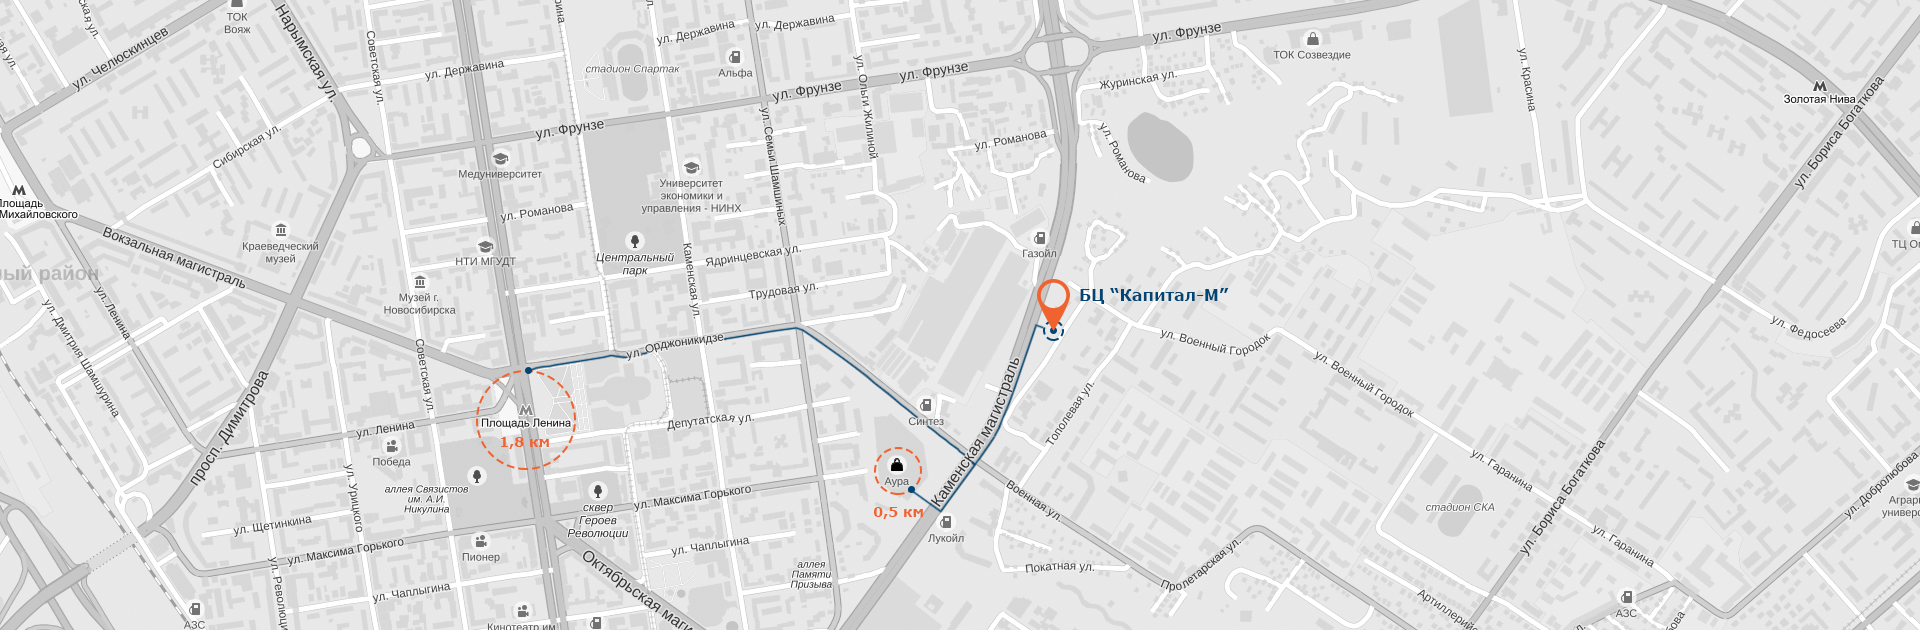 ТОК
Вояж
Нарымская ул.
ул. Челюскинцев
Советская ул.
ул. Державина
ул. Державина
ул. Державина
стадион Спартак
Альфа
ул. Фрунзе
ул. Фрунзе
ул. Фрунзе
ул. Фрунзе
ТОК Созвездие
ул. Красина
Золотая Нива
ул. Бориса Богаткова
Журинская ул.
ул. Ольги Жилиной
ул. Семьи Шамшиных
Сибирская ул.
ул. Романова
ул. Романова
ул. Романова
Медуниверситет
Университет
экономики и
управления - НИНХ
Площадь
Михайловского
Вокзальная магистраль
Краеведческий
музей
НТИ МГУДТ
Центральный
парк
Каменская ул.
Ядринцевская ул.
Трудовая ул.
Газойл
БЦ “Капитал-М”
ый район
ул. Ленина
ул. Дмитрия Шамшурина
Музей г.
Новосибирска
Советская ул.
ул. Орджоникидзе
ул. Военный Городок
ул. Военный Городок
ул. Федосеева
просп. Димитрова
ул. Ленина
Площадь Ленина
1,8 км
Депутатская ул.
Синтез
Каменская магистраль
Тополевая ул.
Победа
ул. Урицкого
аллея Связистов
им. А.И.
Никулина
сквер
Героев
Революции
ул. Максима Горького
Аура
0,5 км
Лукойл
Военная ул.
ул. Гаранина
ул. Гаранина
стадион СКА
ул. Бориса Богаткова
ул. Добролюбова
ул. Щетинкина
ул. Максима Горького
Пионер
Октябрьская маги
ул. Чаплыгина
ул. Чаплыгина
аллея
Памяти
Призыва
Покатная ул.
Пролетарская ул.
Артиллерий
АЗС
АЗС
ул. Революции
Кинотеатр им